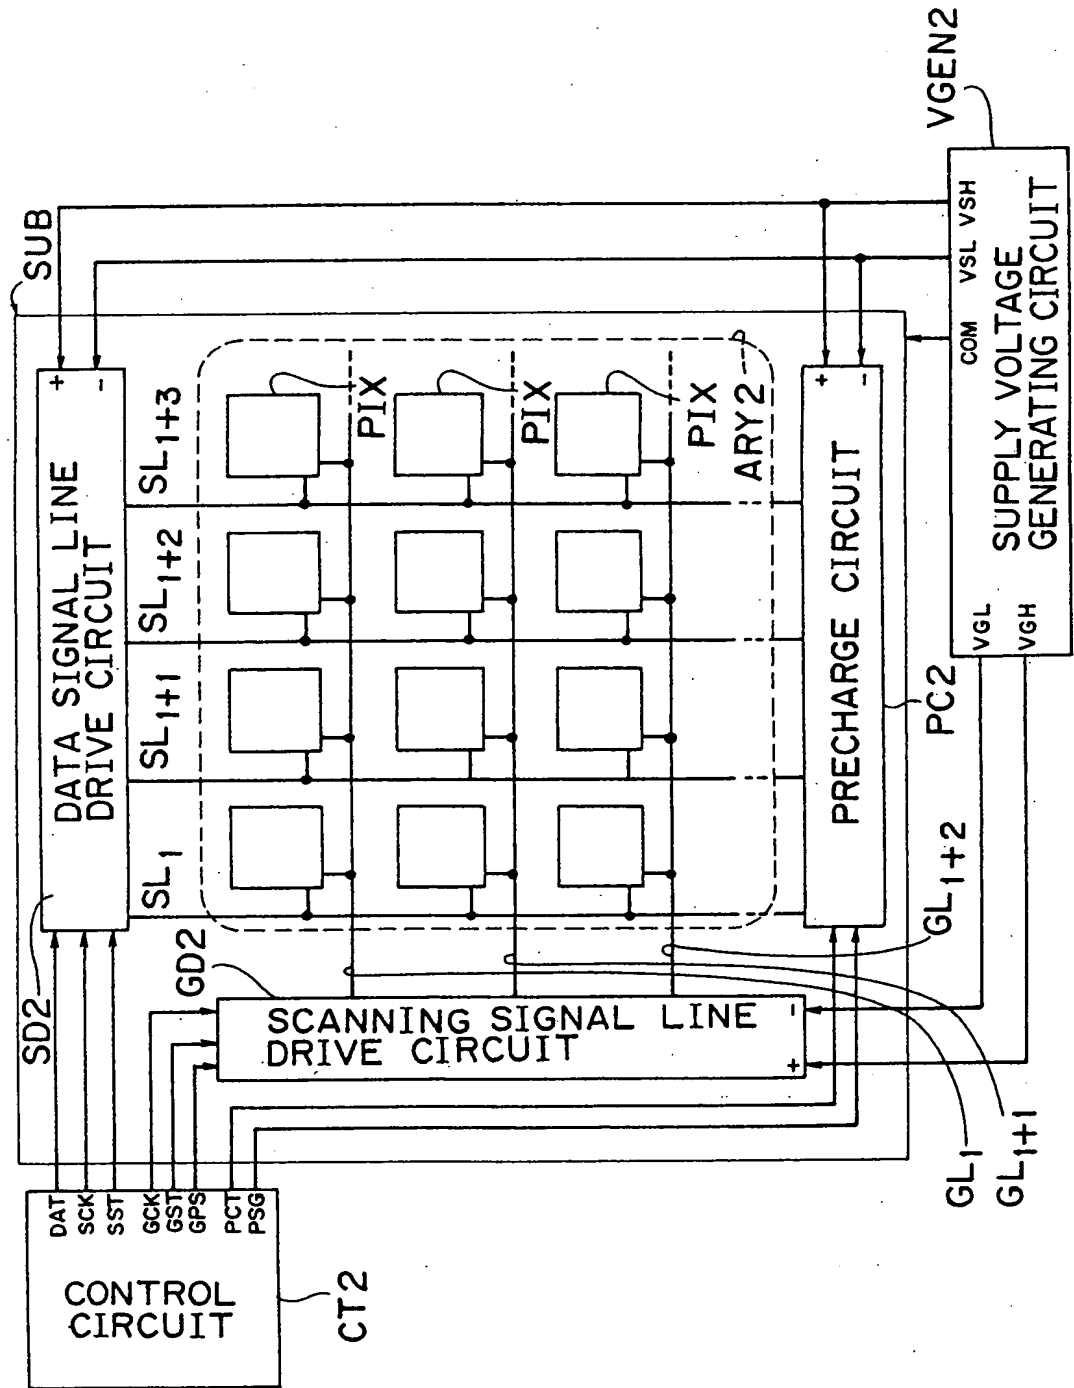 SUB
SD2
DATA SIGNAL LINE
DRIVE CIRCUIT
+
-
SL1
SL1+1
SL1+2
SL1+3
GD2
SCANNING SIGNAL LINE
DRIVE CIRCUIT
-
+
PIX
PIX
PIX
ARY2
PRECHARGE CIRCUIT
+
-
PC2
GL1
GL1+1
GL1+2
DAT
SCK
SST
GCK
GST
GPS
PCT
PSG
CONTROL
CIRCUIT
CT2
VGEN2
COM
VSL
VSH
VGL
VGH
SUPPLY VOLTAGE
GENERATING CIRCUIT